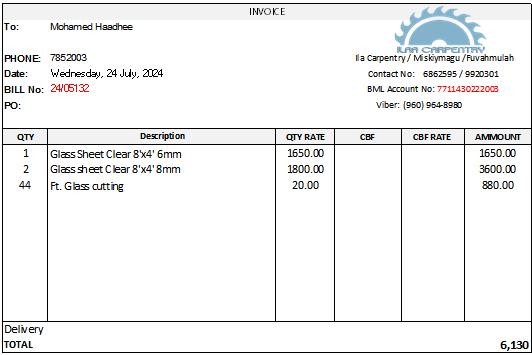 INVOICE
To: Mohamed Haadhee
ILAA CARPENTRY
PHONE: 7852003
Ila Carpentry / Miskiymagu /Fuvahmulah
Date: Wednesday, 24 July, 2024
Contact No: 6862595 / 9920301
BILL No: 24/05132
BML Account No: 7711430222003
PO:
Viber: (960) 964-8980
QTY Description QTY RATE CBF CBF RATE AMMOUNT
1 Glass Sheet Clear 8'x4' 6mm 1650.00 1650.00
2 Glass sheet Clear 8'x4' 8mm 1800.00 3600.00
44 Ft. Glass cutting 20.00 880.00
Delivery
TOTAL 6,130